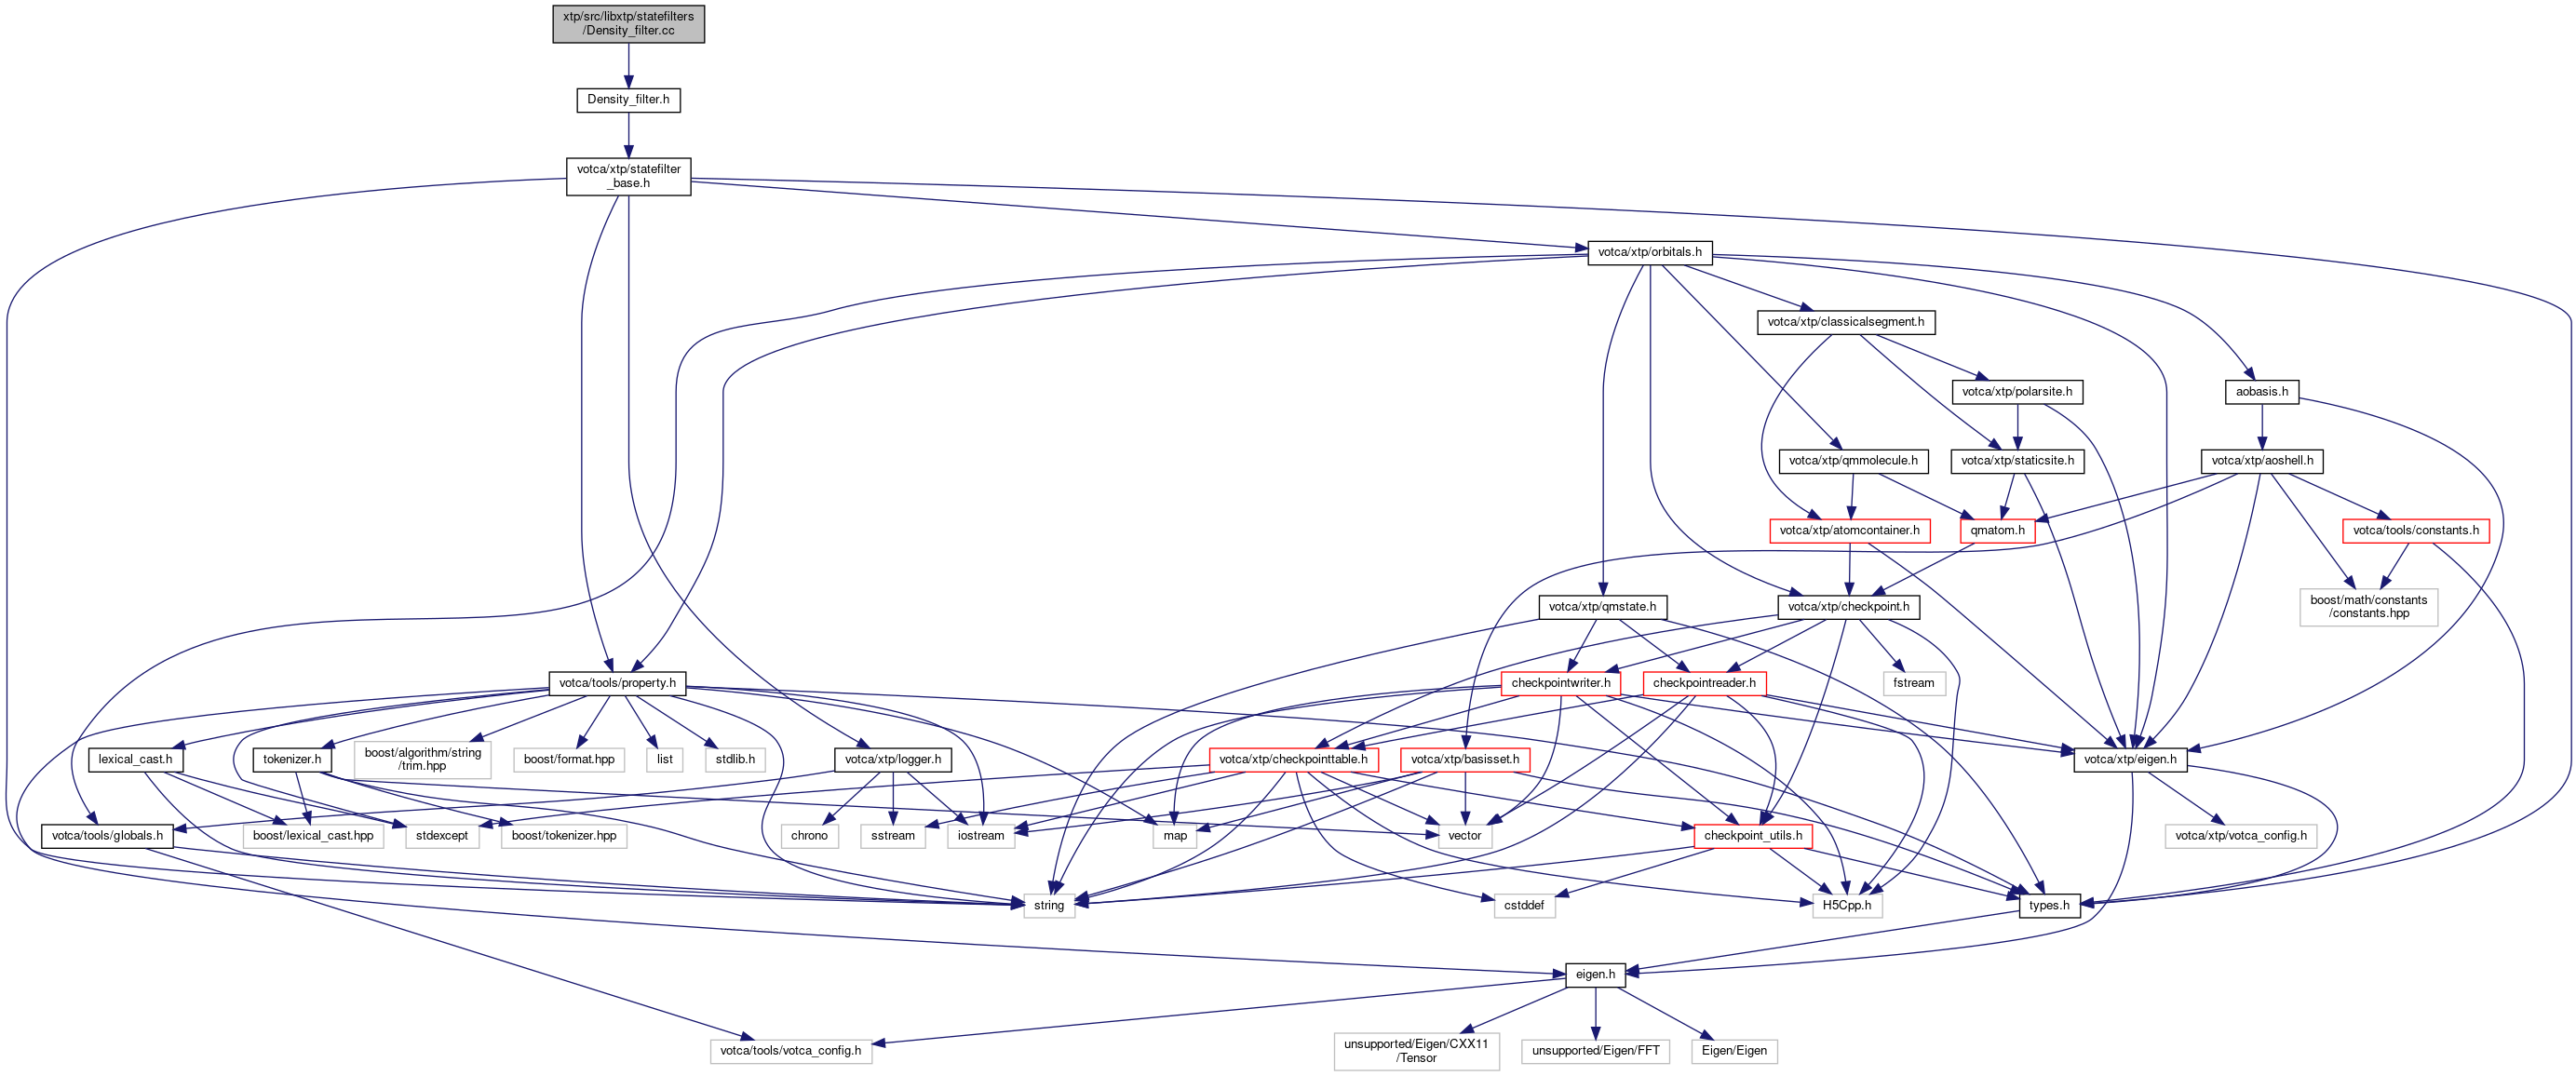 xtp/src/libxtp/statefilters
/Density_filter.cc
Density_filter.h
votca/xtp/statefilter
_base.h
votca/xtp/orbitals.h
votca/xtp/classicalsegment.h
votca/xtp/polarsite.h
aobasis.h
votca/xtp/qmmolecule.h
votca/xtp/staticsite.h
votca/xtp/aoshell.h
votca/xtp/atomcontainer.h
qmatom.h
votca/tools/constants.h
votca/xtp/qmstate.h
votca/xtp/checkpoint.h
boost/math/constants
/constants.hpp
votca/tools/property.h
checkpointwriter.h
checkpointreader.h
fstream
lexical_cast.h
tokenizer.h
boost/algorithm/string
/trim.hpp
boost/format.hpp
list
stdlib.h
votca/xtp/logger.h
votca/xtp/checkpointtable.h
votca/xtp/basisset.h
votca/xtp/eigen.h
votca/tools/globals.h
boost/lexical_cast.hpp
stdexcept
boost/tokenizer.hpp
chrono
sstream
iostream
map
vector
checkpoint_utils.h
votca/xtp/votca_config.h
string
cstddef
H5Cpp.h
types.h
eigen.h
votca/tools/votca_config.h
unsupported/Eigen/CXX11
/Tensor
unsupported/Eigen/FFT
Eigen/Eigen